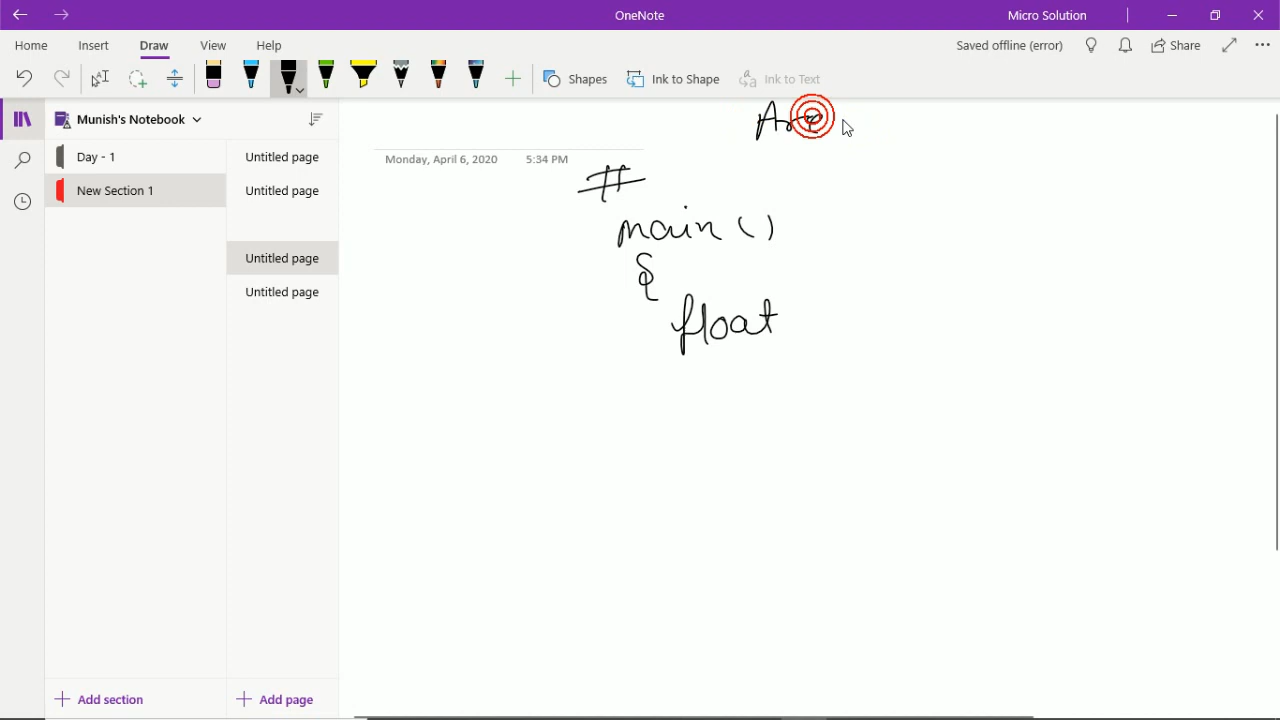 OneNote
Micro Solution
Home Insert Draw View Help
Saved offline (error)
Share
Shapes
Ink to Shape
Ink to Text
Munish's Notebook
Day - 1
New Section 1
Untitled page
Untitled page
Untitled page
Untitled page
Monday, April 6, 2020 5:34 PM
#
main ()
{
float
Add section
Add page